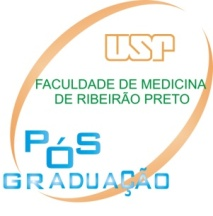 USP
FACULDADE DE MEDICINA
DE RIBEIRÃO PRETO
PÓS
GRADUAÇÃO